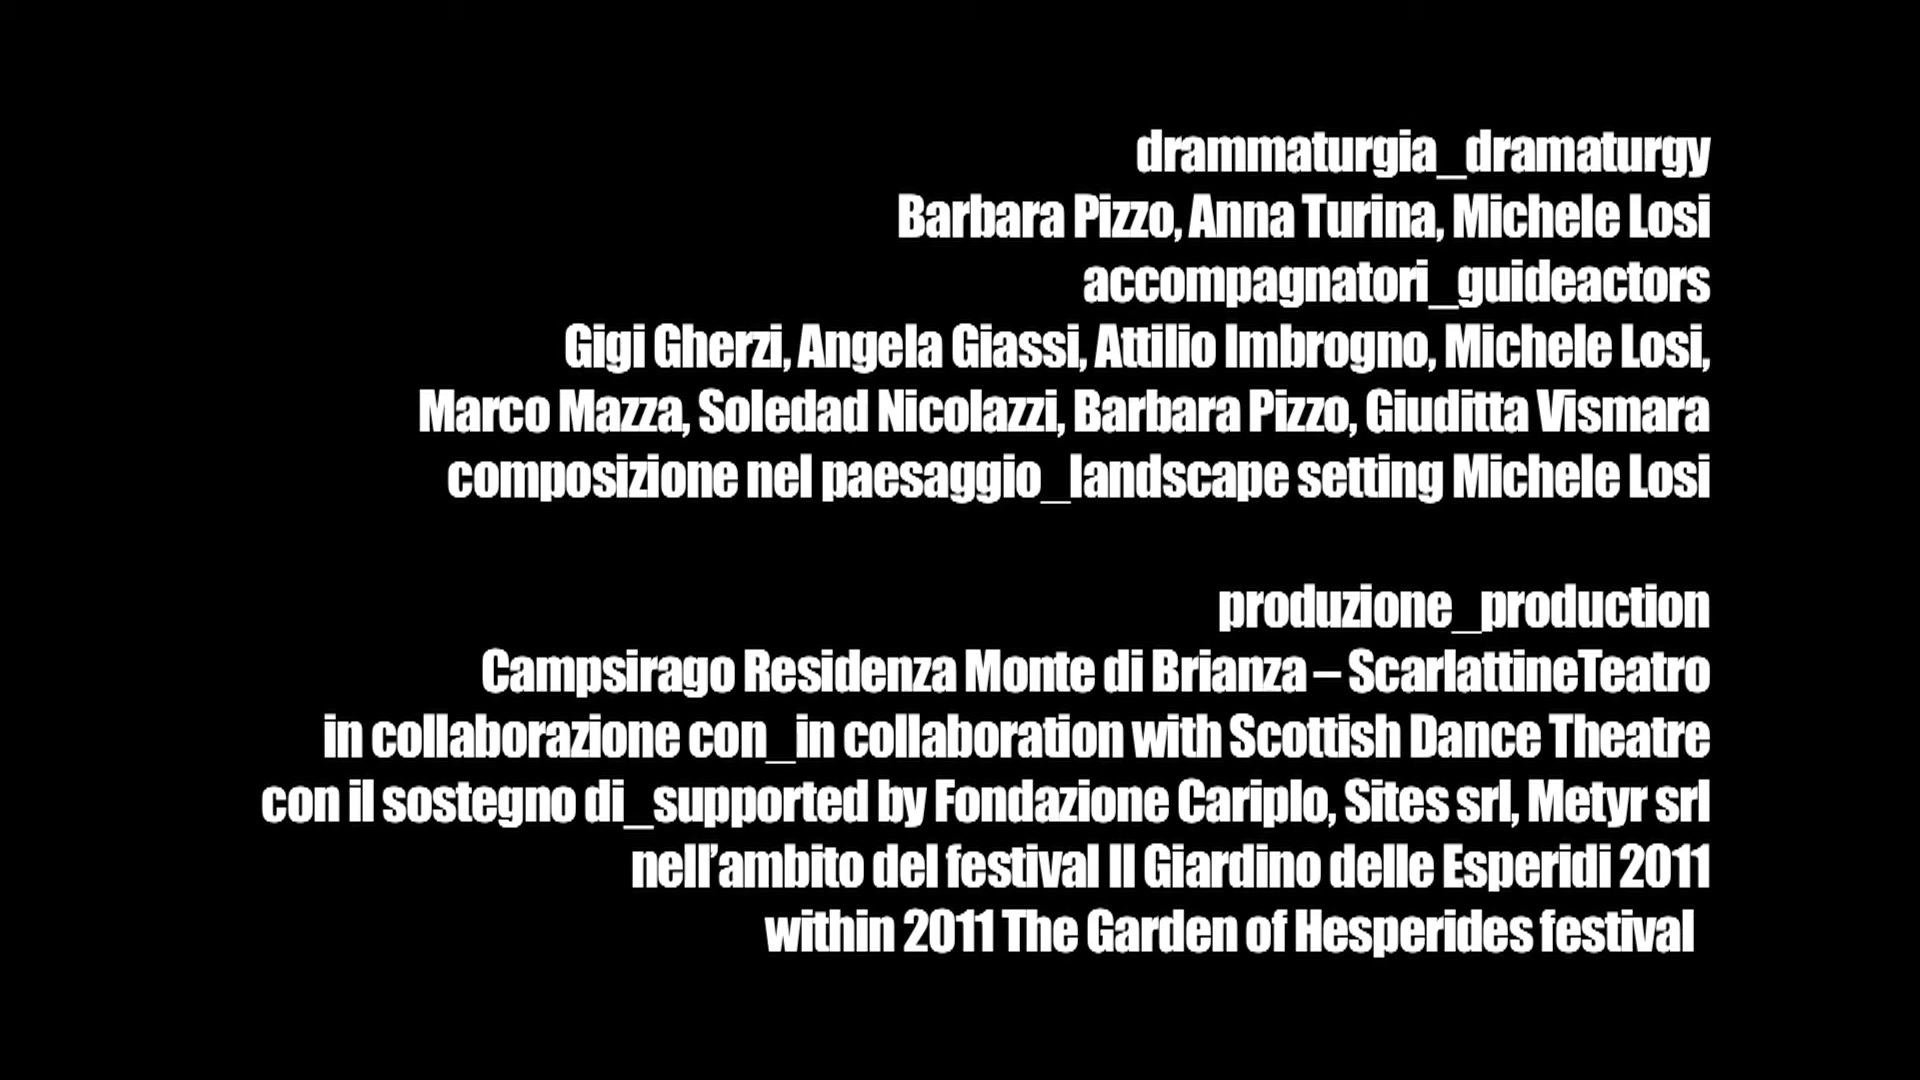 drammaturgia_dramaturgy
Barbara Pizzo, Anna Turina, Michele Losi
accompagnatori_guideactors
Gigi Gherzi, Angela Giassi, Attilio Imbrogno, Michele Losi,
Marco Mazza, Soledad Nicolazzi, Barbara Pizzo, Giuditta Vismara
composizione nel paesaggio_landscape setting Michele Losi
produzione_production
Campsirago Residenza Monte di Brianza – ScarlattineTeatro
in collaborazione con_in collaboration with Scottish Dance Theatre
con il sostegno di_supported by Fondazione Cariplo, Sites srl, Metyr srl
nell’ambito del festival Il Giardino delle Esperidi 2011
within 2011 The Garden of Hesperides festival